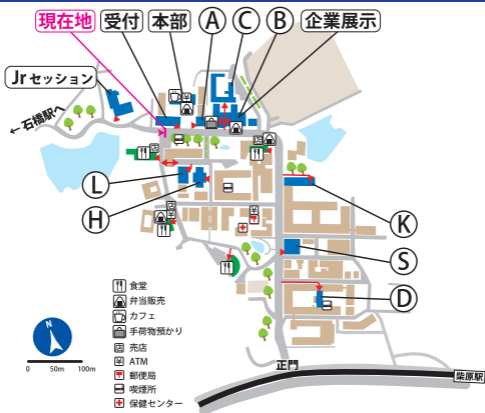 現在地 受付 本部 A C B 企業展示
Jrセッション
← 石橋駅へ
L
H
K
S
D
食堂
弁当販売
カフェ
手荷物預かり
売店
ATM
郵便局
喫煙所
保健センター
N
0 50m 100m
正門
柴原駅